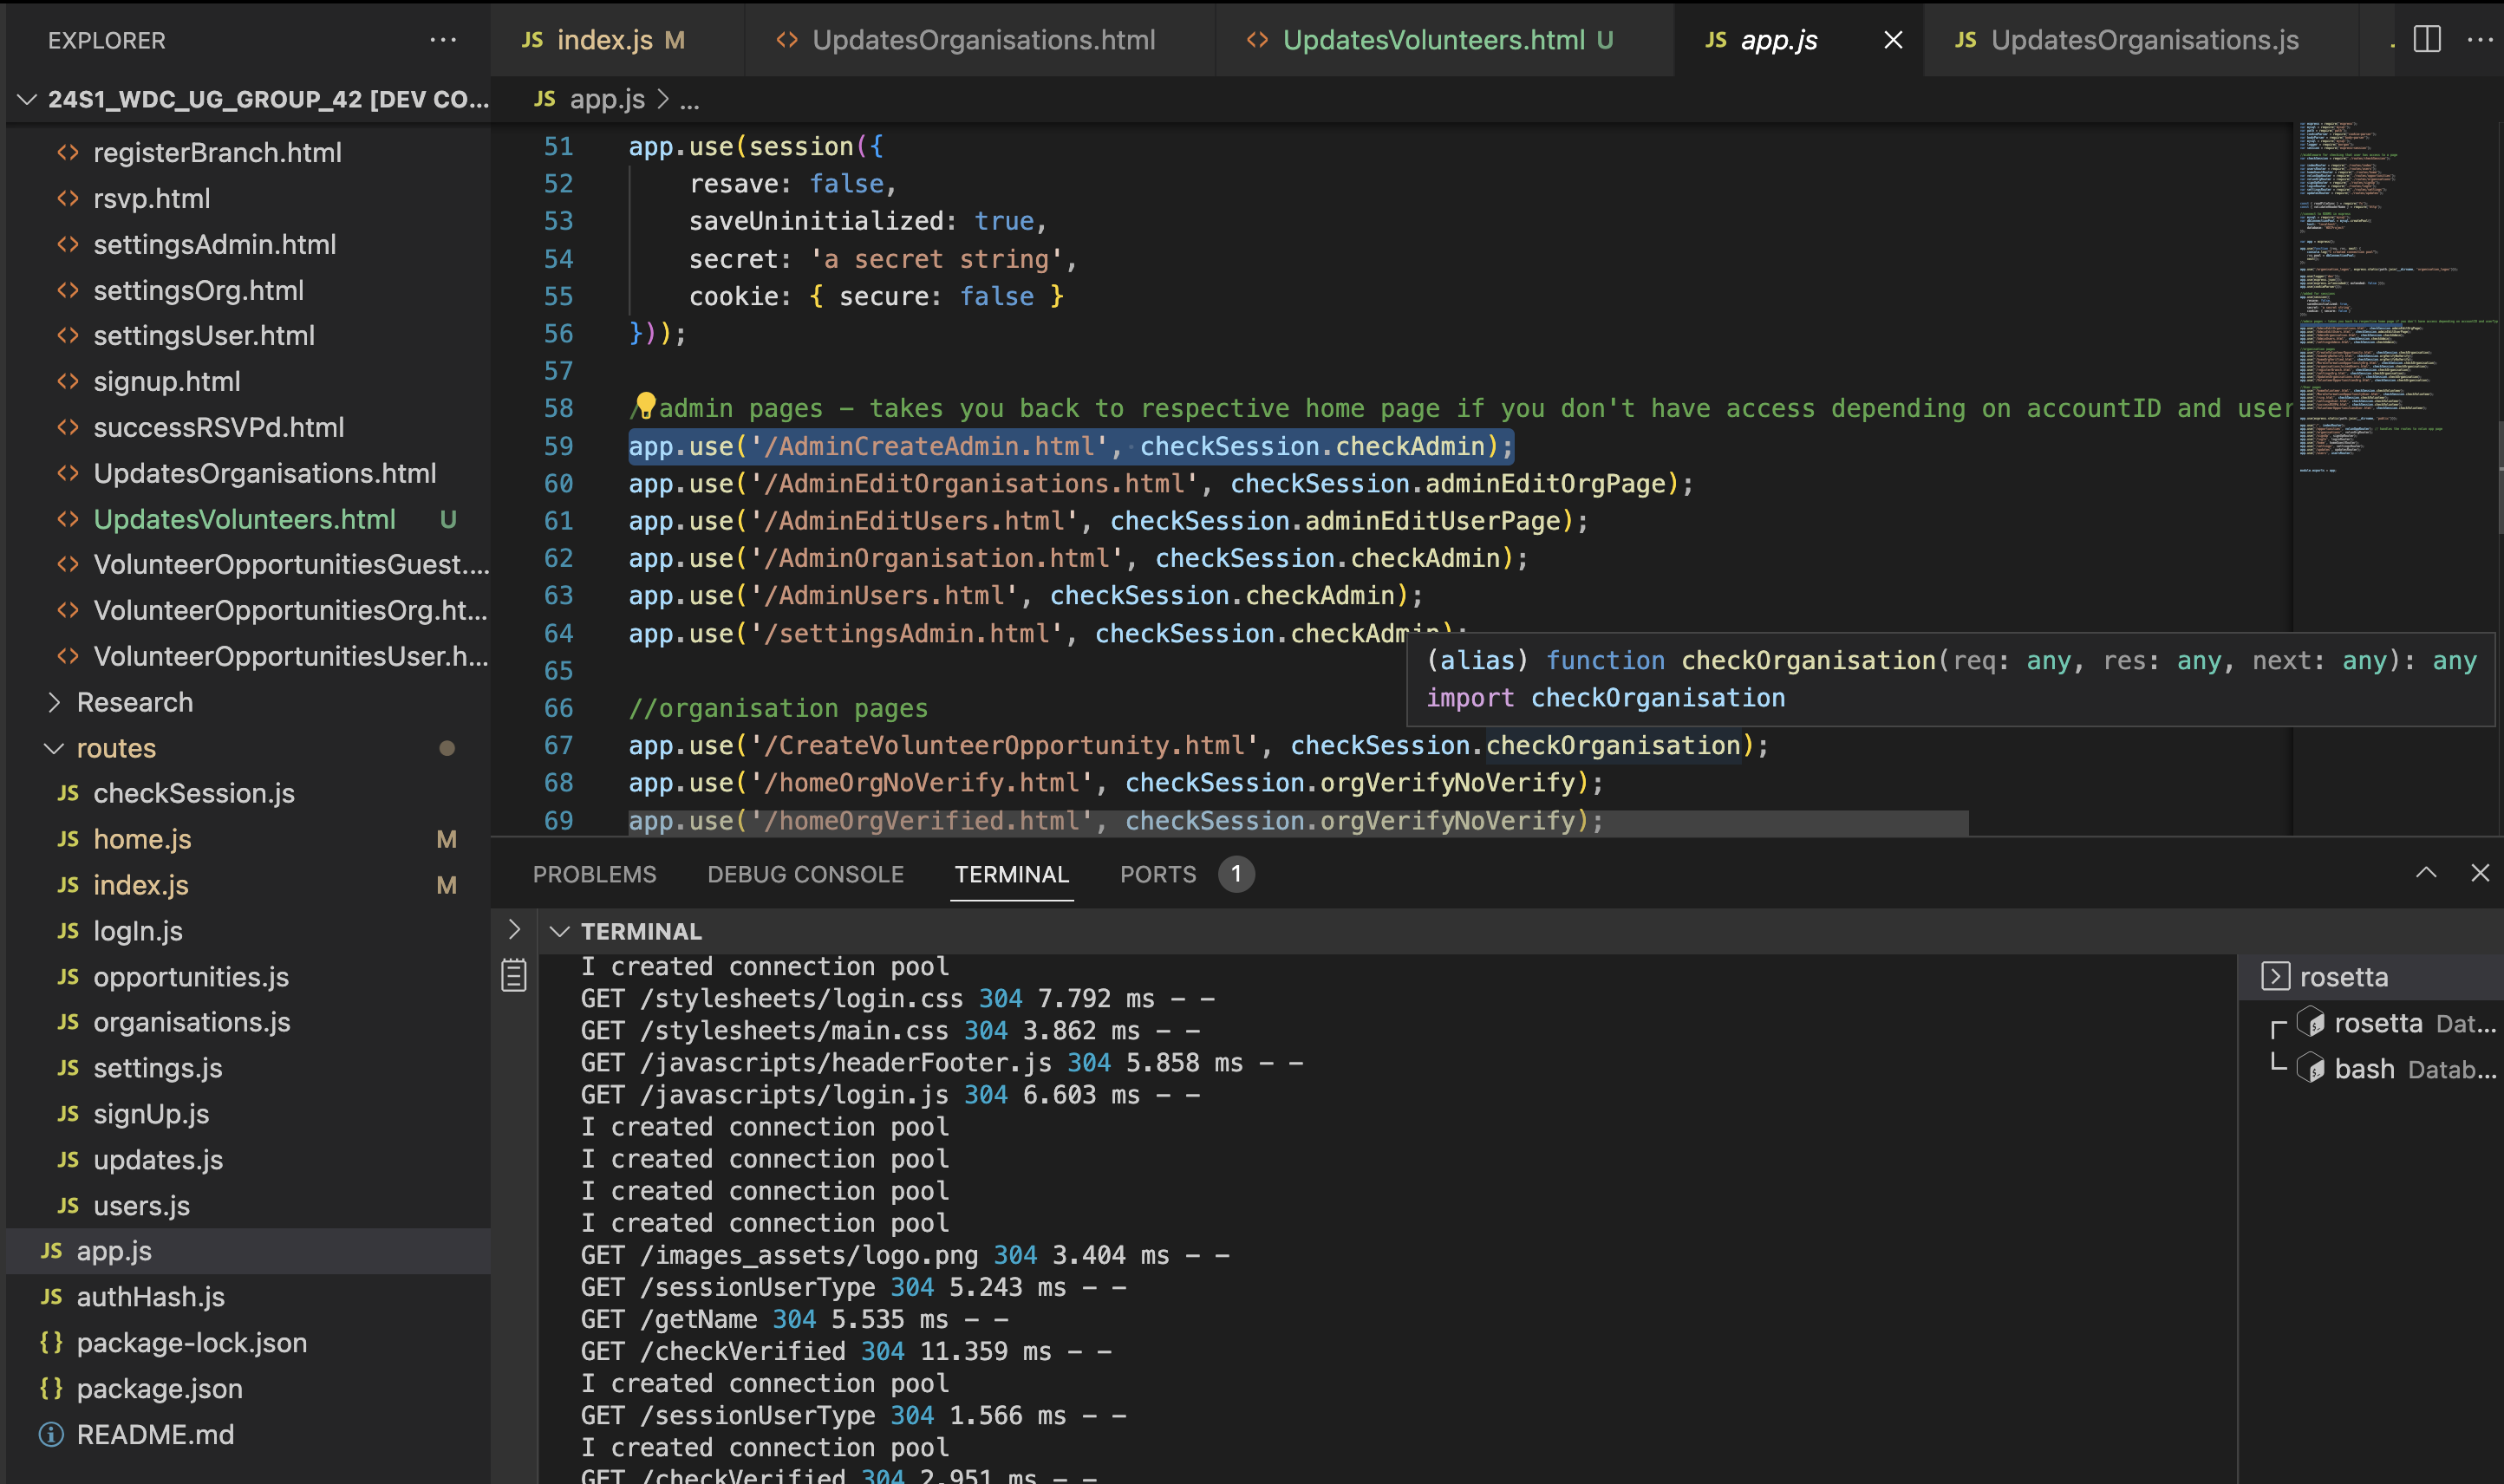 EXPLORER
24S1_WDC_UG_GROUP_42 [DEV CO...
registerBranch.html
rsvp.html
settingsAdmin.html
settingsOrg.html
settingsUser.html
signup.html
successRSVPd.html
UpdatesOrganisations.html
UpdatesVolunteers.html U
VolunteerOpportunitiesGuest....
VolunteerOpportunitiesOrg.ht...
VolunteerOpportunitiesUser.h...
Research
routes
JS checkSession.js
JS home.js M
JS index.js M
JS logIn.js
JS opportunities.js
JS organisations.js
JS settings.js
JS signUp.js
JS updates.js
JS users.js
JS app.js
JS authHash.js
{} package-lock.json
{} package.json
README.md
JS index.js M
UpdatesOrganisations.html
UpdatesVolunteers.html U
JS app.js
JS UpdatesOrganisations.js
JS app.js > ...
51 app.use(session({
52 resave: false,
53 saveUninitialized: true,
54 secret: 'a secret string',
55 cookie: { secure: false }
56 }));
57
58 //admin pages – takes you back to respective home page if you don't have access depending on accountID and user
59 app.use('/AdminCreateAdmin.html', checkSession.checkAdmin);
60 app.use('/AdminEditOrganisations.html', checkSession.adminEditOrgPage);
61 app.use('/AdminEditUsers.html', checkSession.adminEditUserPage);
62 app.use('/AdminOrganisation.html', checkSession.checkAdmin);
63 app.use('/AdminUsers.html', checkSession.checkAdmin);
64 app.use('/settingsAdmin.html', checkSession.checkAdmin);
65
66 //organisation pages
67 app.use('/CreateVolunteerOpportunity.html', checkSession.checkOrganisation);
68 app.use('/homeOrgNoVerify.html', checkSession.orgVerifyNoVerify);
69 app.use('/homeOrgVerified.html', checkSession.orgVerifyNoVerify);
(alias) function checkOrganisation(req: any, res: any, next: any): any
import checkOrganisation
PROBLEMS DEBUG CONSOLE TERMINAL PORTS 1
TERMINAL
I created connection pool
GET /stylesheets/login.css 304 7.792 ms - -
GET /stylesheets/main.css 304 3.862 ms - -
GET /javascripts/headerFooter.js 304 5.858 ms - -
GET /javascripts/login.js 304 6.603 ms - -
I created connection pool
I created connection pool
I created connection pool
I created connection pool
GET /images_assets/logo.png 304 3.404 ms - -
GET /sessionUserType 304 5.243 ms - -
GET /getName 304 5.535 ms - -
GET /checkVerified 304 11.359 ms - -
I created connection pool
GET /sessionUserType 304 1.566 ms - -
I created connection pool
GET /checkVerified 304 2.951 ms - -
rosetta
rosetta Dat...
bash Datab...